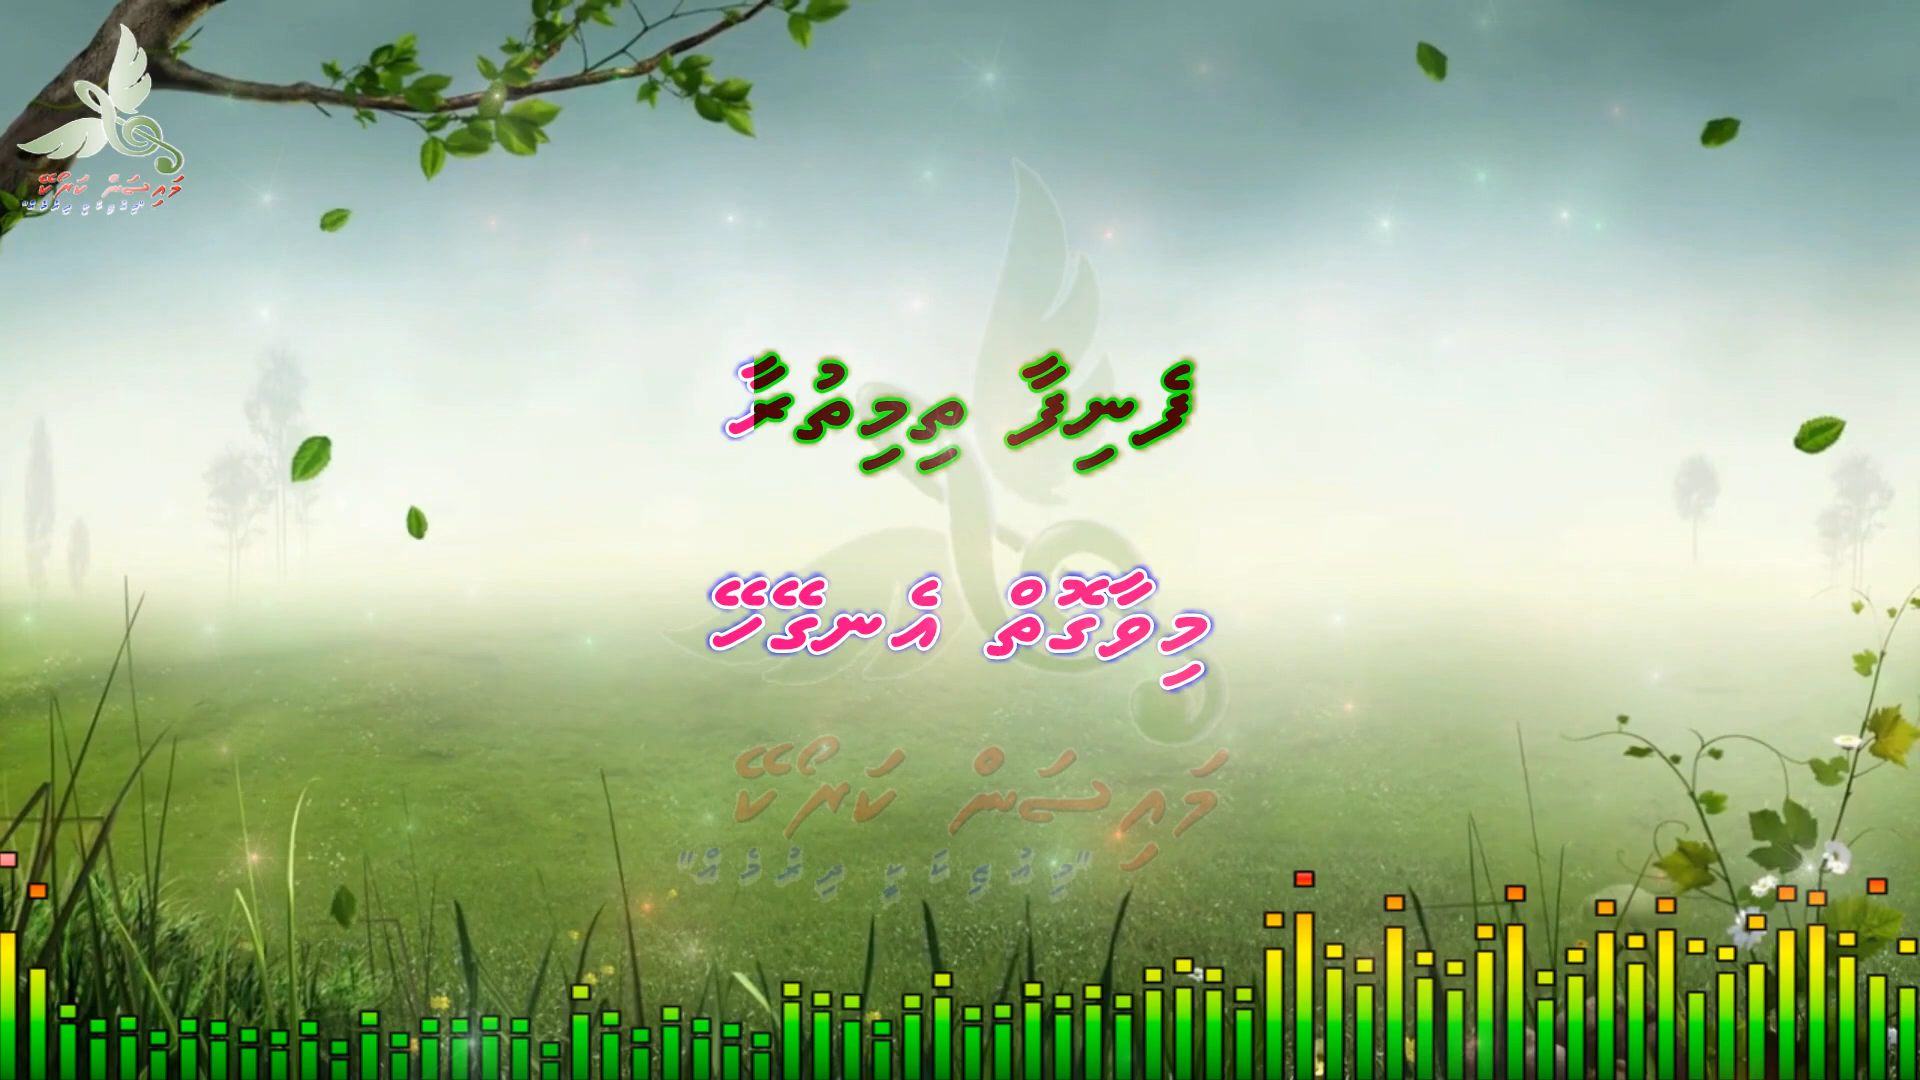 މައިސަން ކަރޯކޭ
ފެނިފާ ތިމިތުރާ
މިވާގޮތް އެނގޭހޭ
މައިސަން ކަރޯކޭ
"މިއުޒިކަކީ ދިރުމެއް"